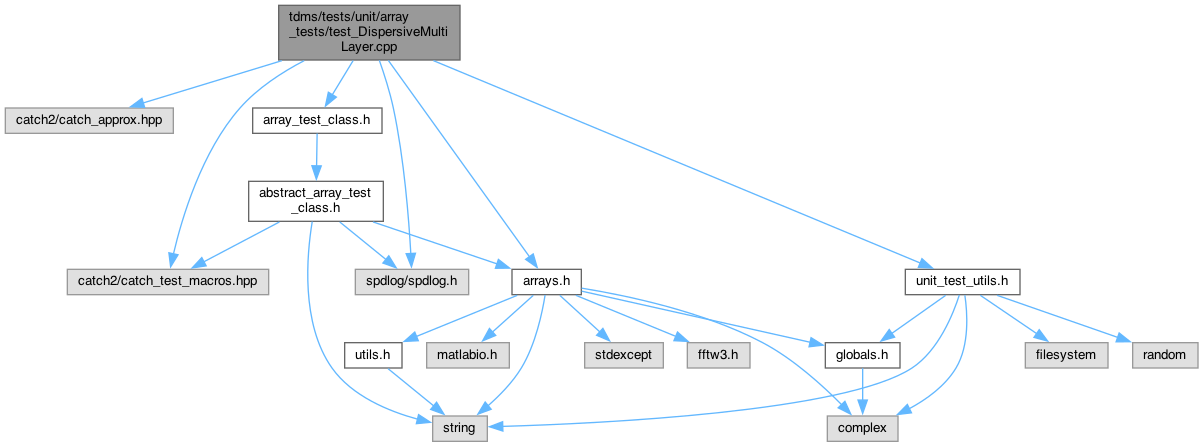 tdms/tests/unit/array
_tests/test_DispersiveMulti
Layer.cpp
catch2/catch_approx.hpp
array_test_class.h
abstract_array_test
_class.h
catch2/catch_test_macros.hpp
spdlog/spdlog.h
arrays.h
unit_test_utils.h
utils.h
matlabio.h
stdexcept
fftw3.h
globals.h
filesystem
random
string
complex